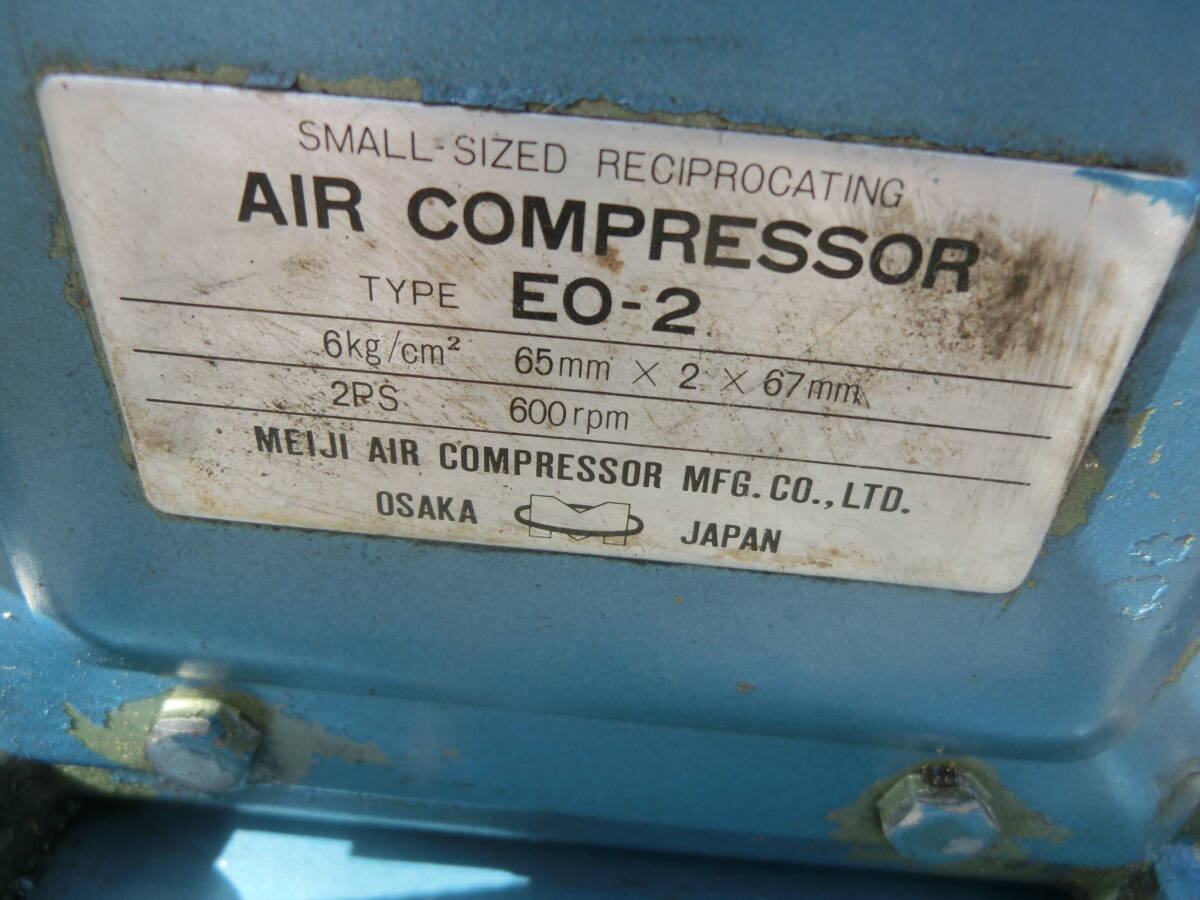 SMALL-SIZED RECIPROCATING
AIR COMPRESSOR
TYPE EO-2
6kg/cm² 65mm × 2 × 67mm
2PS 600rpm
MEIJI AIR COMPRESSOR MFG. CO., LTD.
OSAKA JAPAN